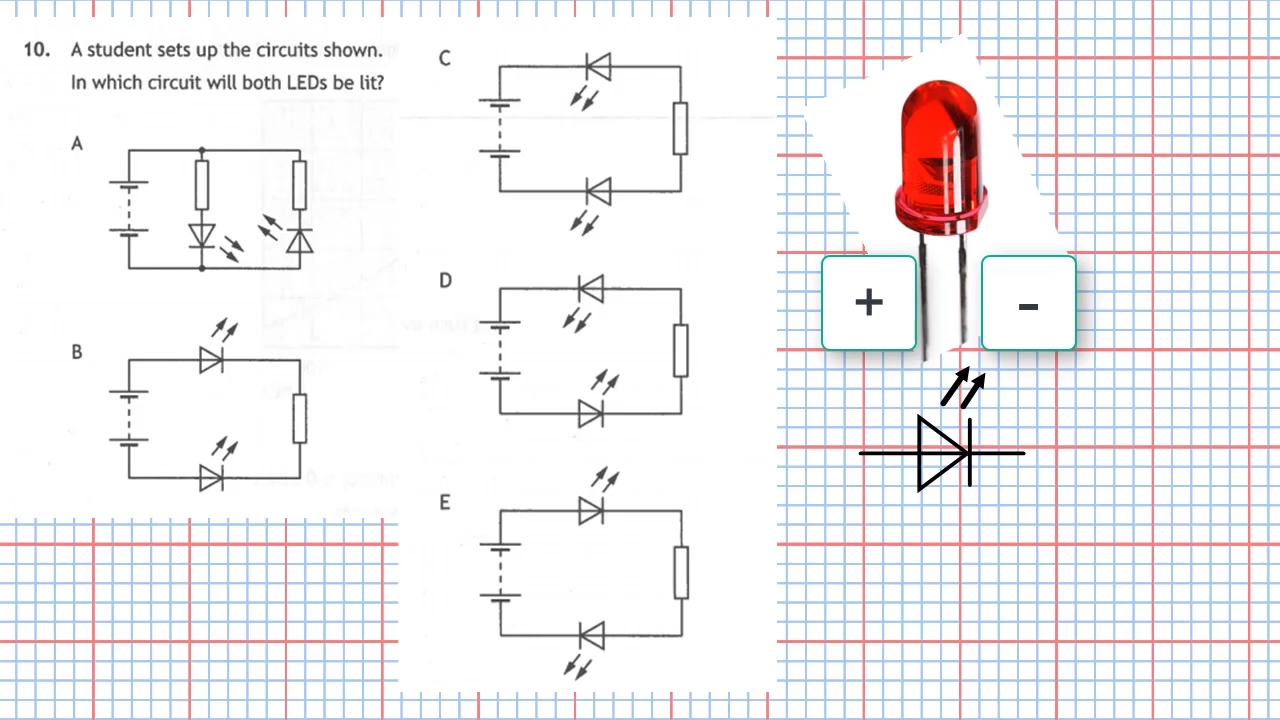 10. A student sets up the circuits shown.
In which circuit will both LEDs be lit?
A
B
C
D
E
+
-